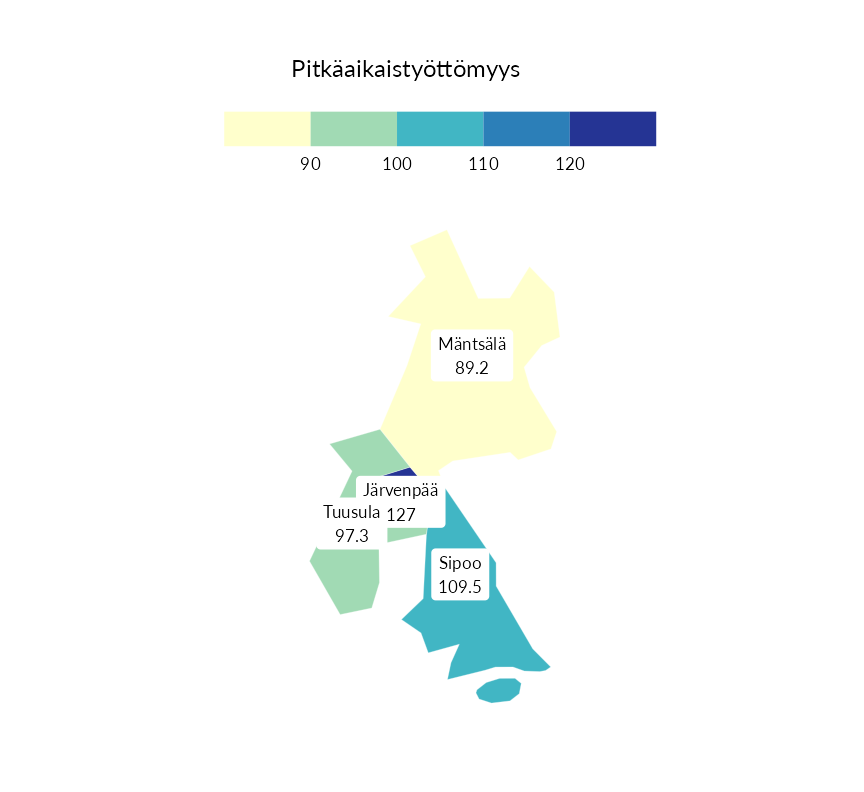 Pitkäaikaistyöttömyys
90 100 110 120
Mäntsälä
89.2
Järvenpää
127
Tuusula
97.3
Sipoo
109.5